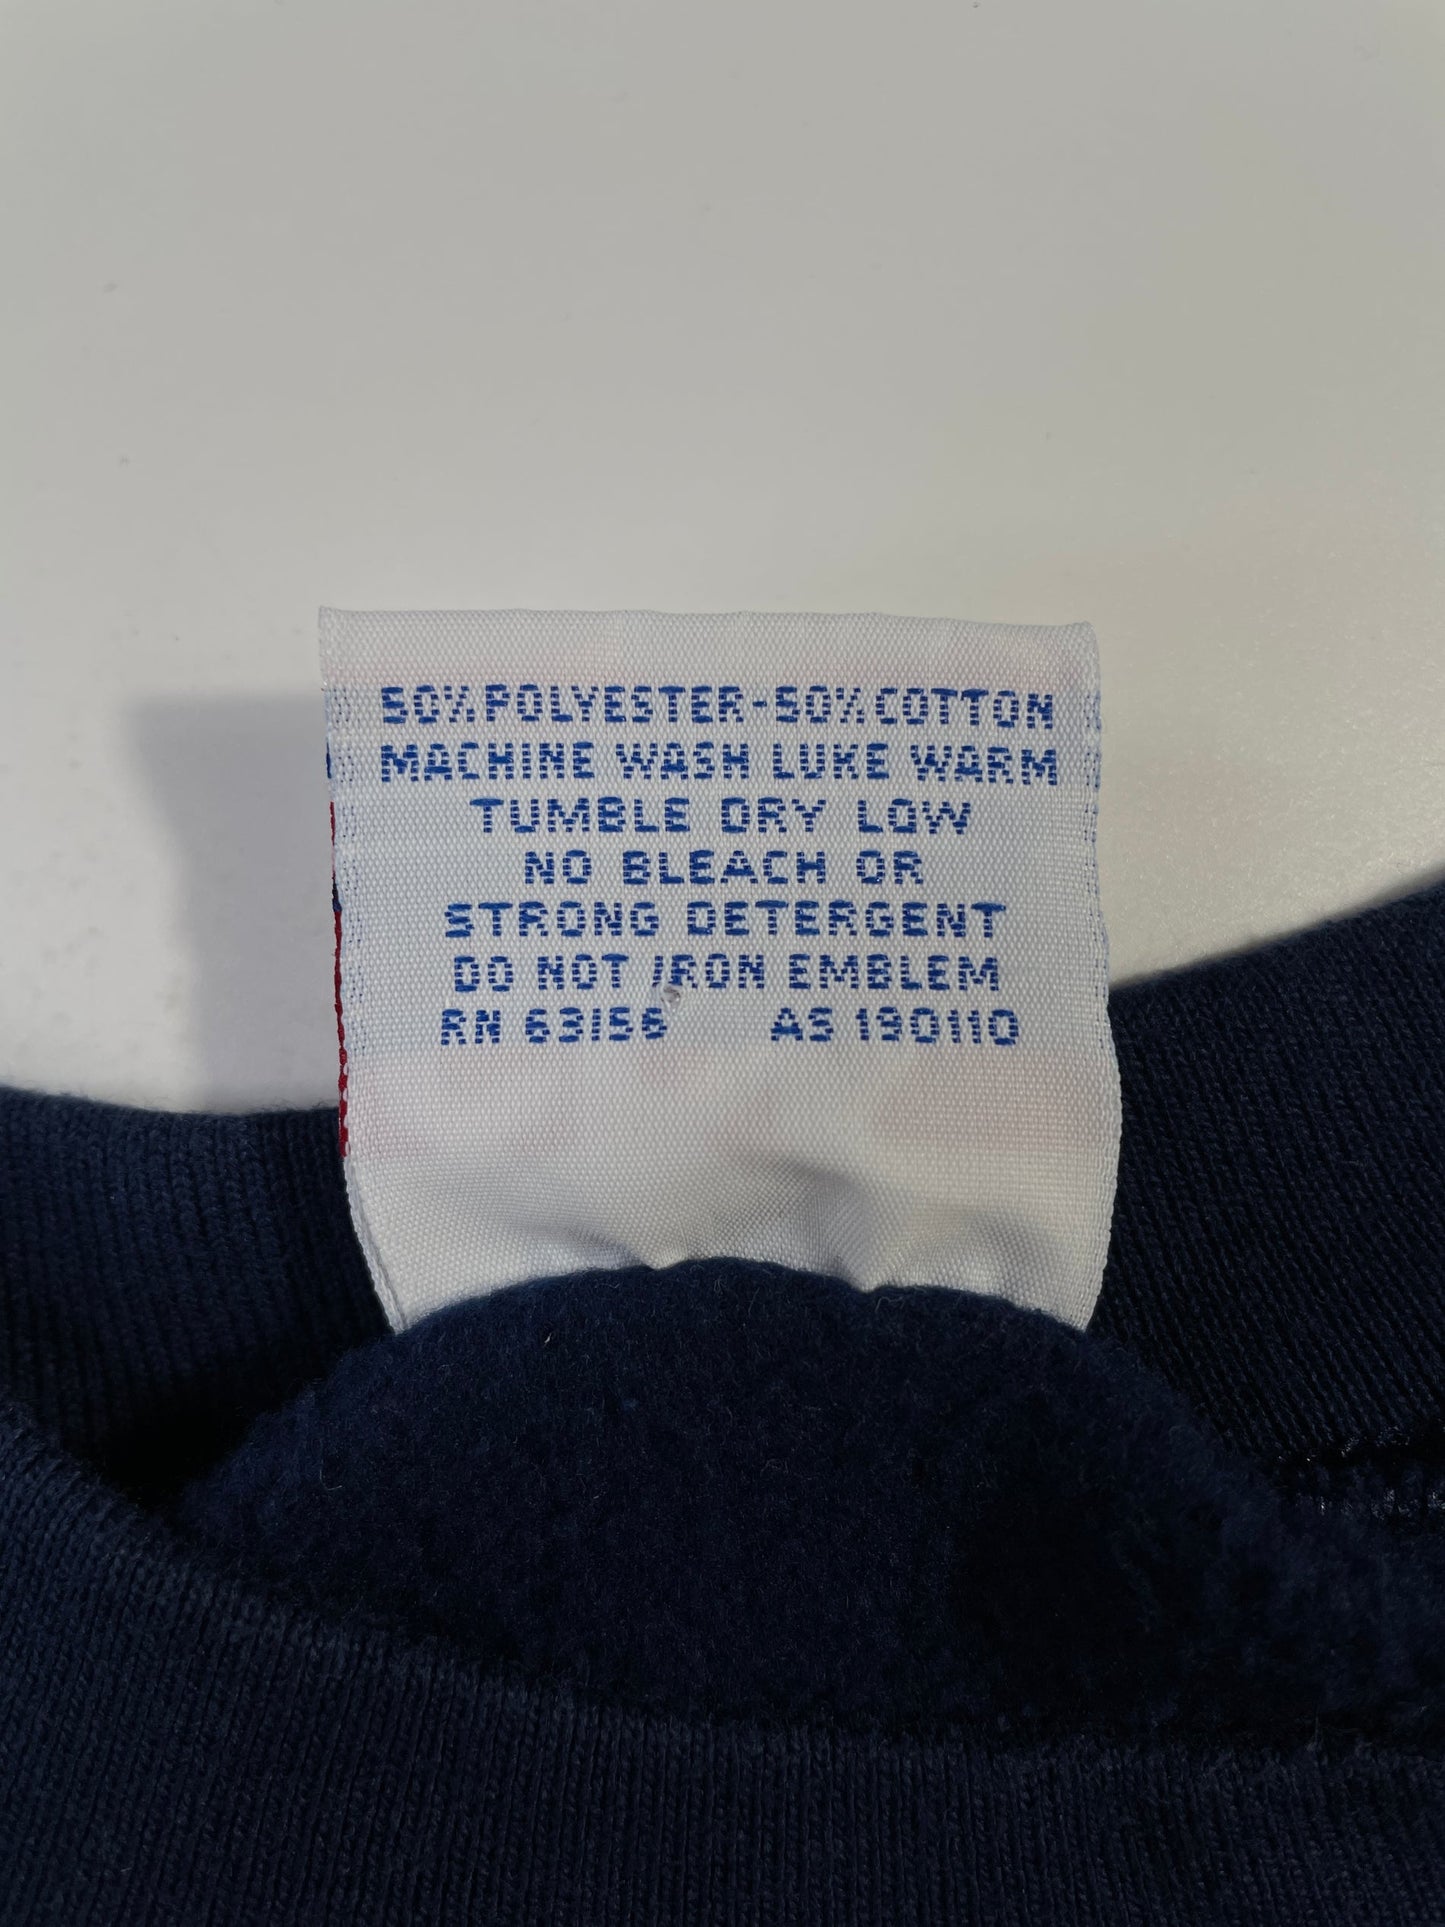 50% POLYESTER-50% COTTON
MACHINE WASH LUKE WARM
TUMBLE DRY LOW
NO BLEACH OR
STRONG DETERGENT
DO NOT IRON EMBLEM
RN 63156 AS 190110